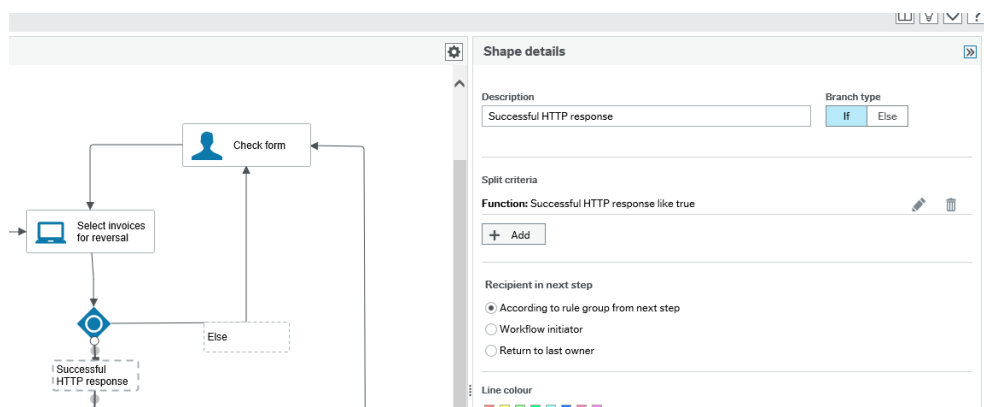 Shape details
Description
Branch type
Successful HTTP response
If
Else
Check form
Split criteria
Function: Successful HTTP response like true
Select invoices
for reversal
+ Add
Recipient in next step
According to rule group from next step
Workflow initiator
Else
Return to last owner
Successful
HTTP response
Line colour